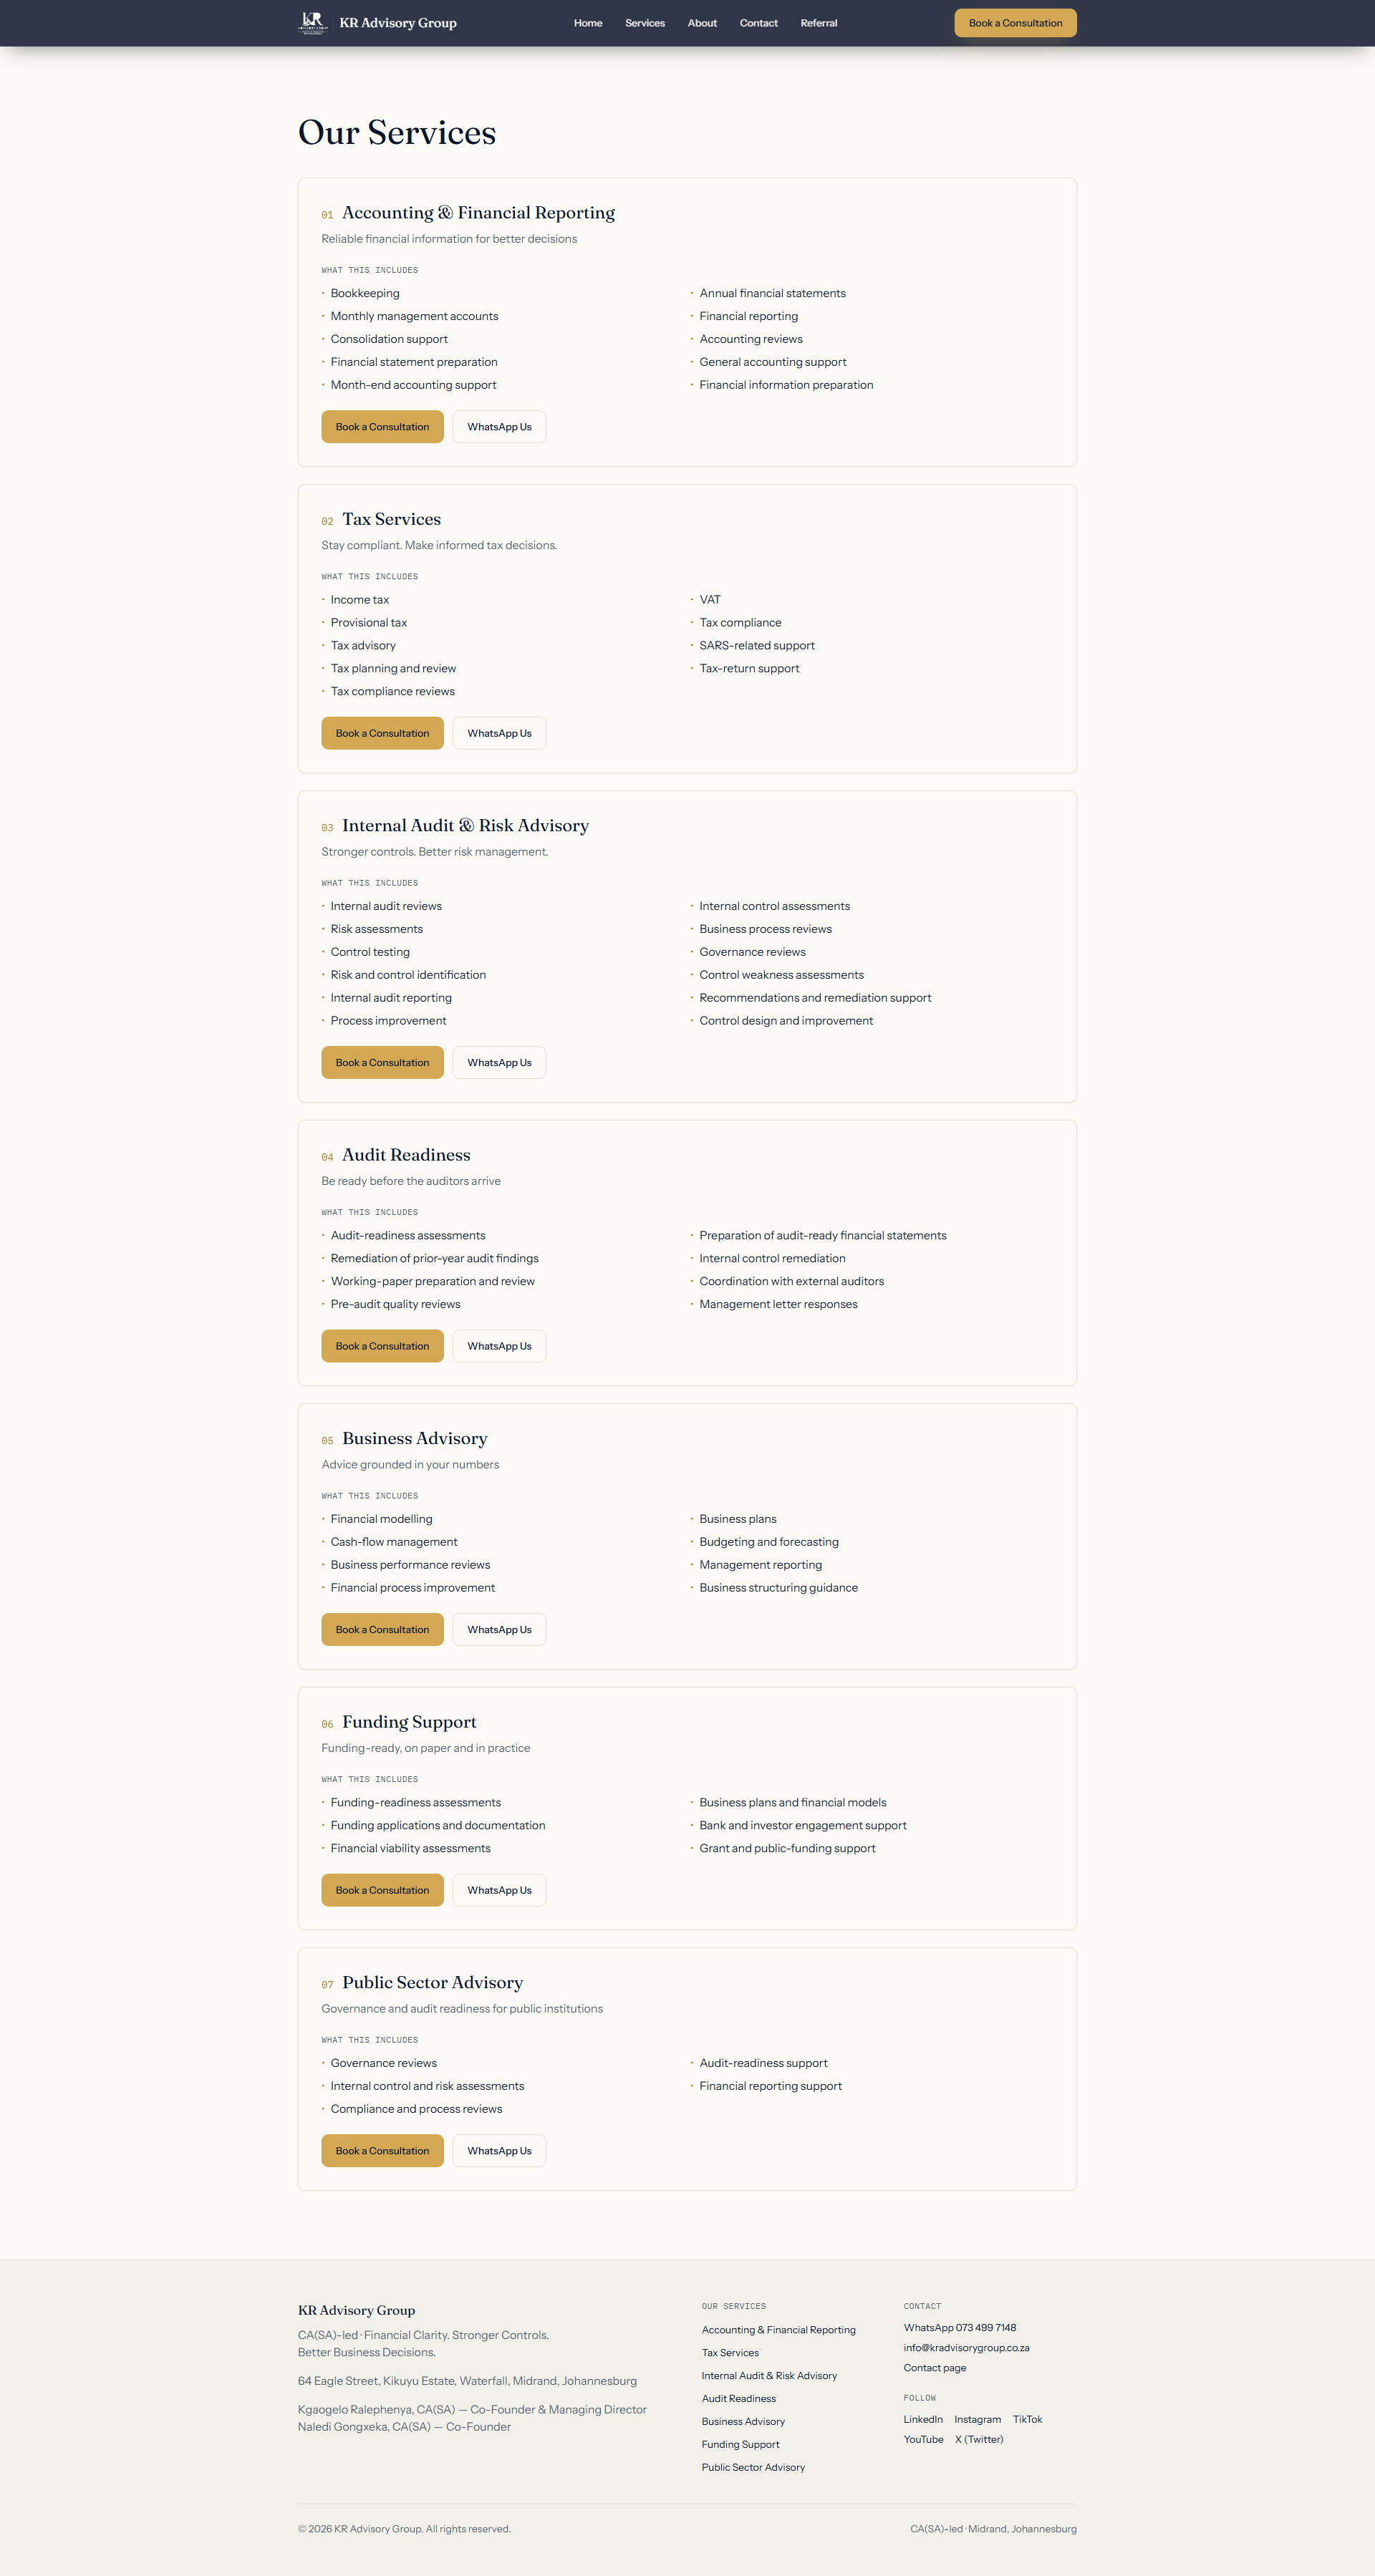 KR
KR Advisory Group
Home
Services
About
Contact
Referral
Book a Consultation
Our Services
01 Accounting & Financial Reporting
Reliable financial information for better decisions
WHAT THIS INCLUDES
· Bookkeeping
· Annual financial statements
· Monthly management accounts
· Financial reporting
· Consolidation support
· Accounting reviews
· Financial statement preparation
· General accounting support
· Month-end accounting support
· Financial information preparation
Book a Consultation
WhatsApp Us
02 Tax Services
Stay compliant. Make informed tax decisions.
WHAT THIS INCLUDES
· Income tax
· VAT
· Provisional tax
· Tax compliance
· Tax advisory
· SARS-related support
· Tax planning and review
· Tax-return support
· Tax compliance reviews
Book a Consultation
WhatsApp Us
03 Internal Audit & Risk Advisory
Stronger controls. Better risk management.
WHAT THIS INCLUDES
· Internal audit reviews
· Internal control assessments
· Risk assessments
· Business process reviews
· Control testing
· Governance reviews
· Risk and control identification
· Control weakness assessments
· Internal audit reporting
· Recommendations and remediation support
· Process improvement
· Control design and improvement
Book a Consultation
WhatsApp Us
04 Audit Readiness
Be ready before the auditors arrive
WHAT THIS INCLUDES
· Audit-readiness assessments
· Preparation of audit-ready financial statements
· Remediation of prior-year audit findings
· Internal control remediation
· Working-paper preparation and review
· Coordination with external auditors
· Pre-audit quality reviews
· Management letter responses
Book a Consultation
WhatsApp Us
05 Business Advisory
Advice grounded in your numbers
WHAT THIS INCLUDES
· Financial modelling
· Business plans
· Cash-flow management
· Budgeting and forecasting
· Business performance reviews
· Management reporting
· Financial process improvement
· Business structuring guidance
Book a Consultation
WhatsApp Us
06 Funding Support
Funding-ready, on paper and in practice
WHAT THIS INCLUDES
· Funding-readiness assessments
· Business plans and financial models
· Funding applications and documentation
· Bank and investor engagement support
· Financial viability assessments
· Grant and public-funding support
Book a Consultation
WhatsApp Us
07 Public Sector Advisory
Governance and audit readiness for public institutions
WHAT THIS INCLUDES
· Governance reviews
· Audit-readiness support
· Internal control and risk assessments
· Financial reporting support
· Compliance and process reviews
Book a Consultation
WhatsApp Us
KR Advisory Group
CA(SA)-led · Financial Clarity. Stronger Controls.
Better Business Decisions.
64 Eagle Street, Kikuyu Estate, Waterfall, Midrand, Johannesburg
Kgaogelo Ralephenya, CA(SA) — Co-Founder & Managing Director
Naledi Gongxeka, CA(SA) — Co-Founder
OUR SERVICES
Accounting & Financial Reporting
Tax Services
Internal Audit & Risk Advisory
Audit Readiness
Business Advisory
Funding Support
Public Sector Advisory
CONTACT
WhatsApp 073 499 7148
info@kradvisorygroup.co.za
Contact page
FOLLOW
LinkedIn Instagram TikTok
YouTube X (Twitter)
© 2026 KR Advisory Group. All rights reserved.
CA(SA)-led · Midrand, Johannesburg